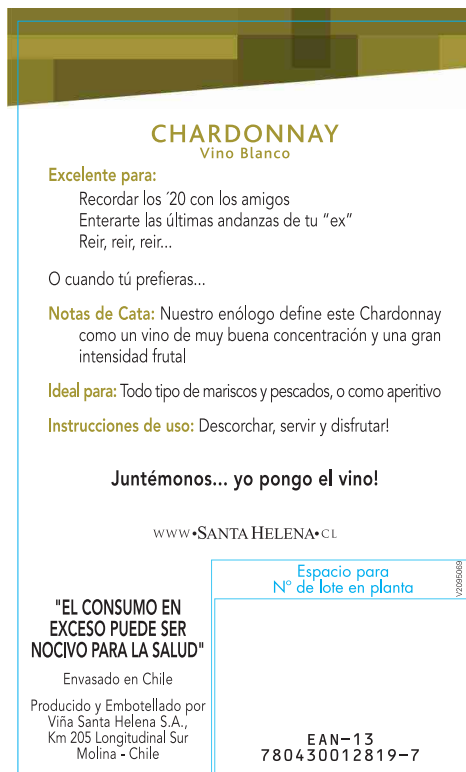 CHARDONNAY
Vino Blanco
Excelente para:
Recordar los ´20 con los amigos
Enterarte las últimas andanzas de tu “ex”
Reir, reir, reir...
O cuando tú prefieras...
Notas de Cata: Nuestro enólogo define este Chardonnay
como un vino de muy buena concentración y una gran
intensidad frutal
Ideal para: Todo tipo de mariscos y pescados, o como aperitivo
Instrucciones de uso: Descorchar, servir y disfrutar!
Juntémonos... yo pongo el vino!
WWW•SANTA HELENA•CL
"EL CONSUMO EN
EXCESO PUEDE SER
NOCIVO PARA LA SALUD"
Envasado en Chile
Producido y Embotellado por
Viña Santa Helena S.A.,
Km 205 Longitudinal Sur
Molina - Chile
Espacio para
N° de lote en planta
V2095069
EAN-13
780430012819-7